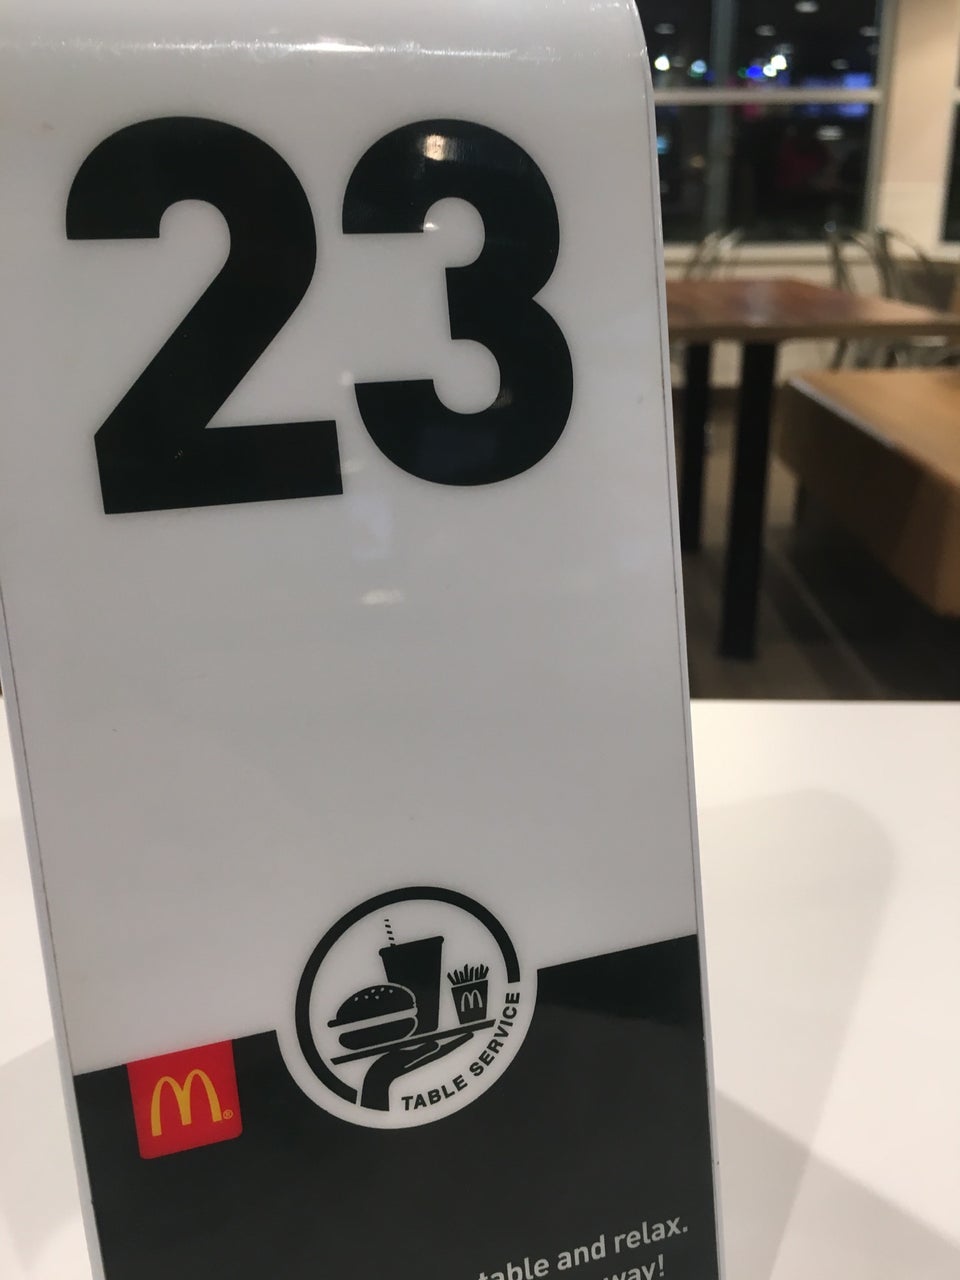 23
TABLE SERVICE
table and relax.
way!